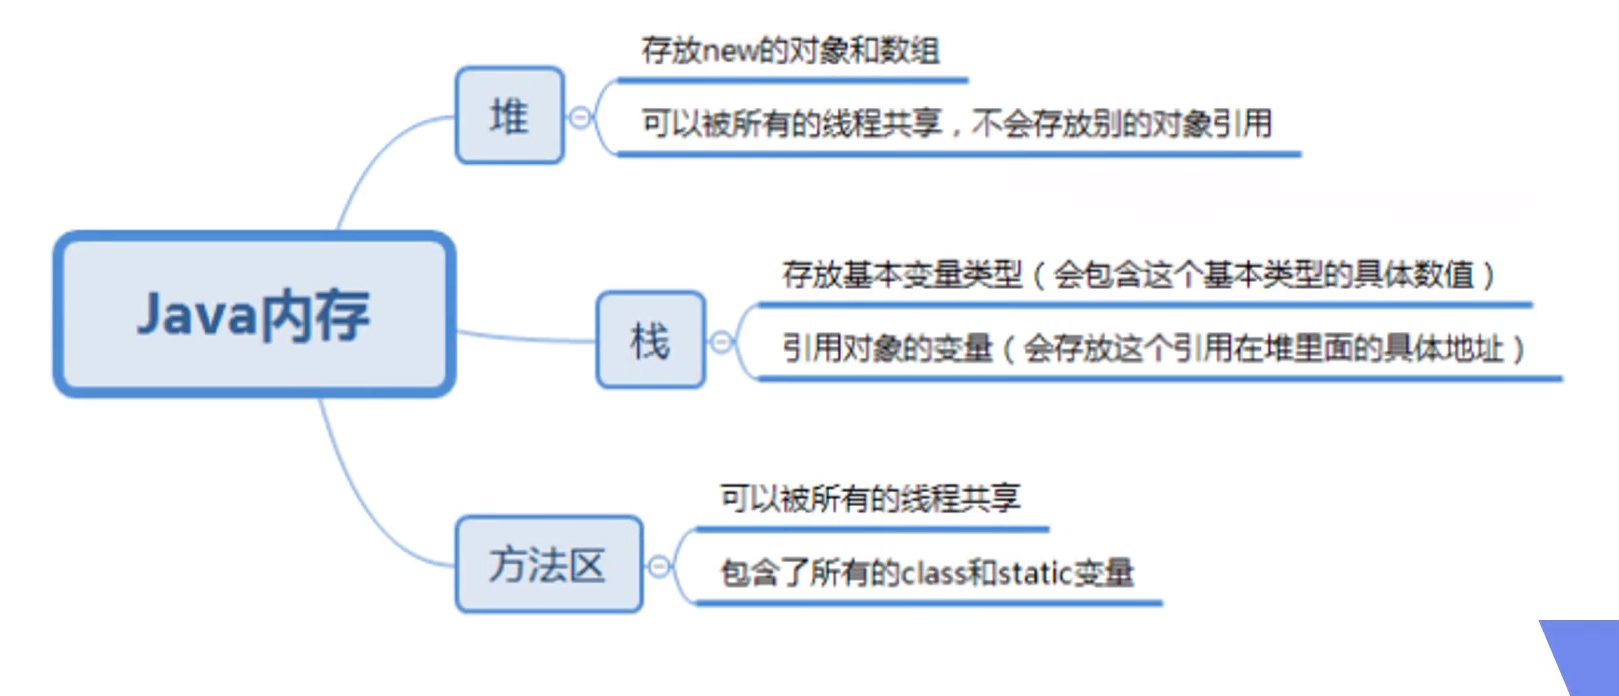 存放new的对象和数组
堆
可以被所有的线程共享，不会存放别的对象引用
存放基本变量类型（会包含这个基本类型的具体数值）
Java内存
栈
引用对象的变量（会存放这个引用在堆里面的具体地址）
可以被所有的线程共享
方法区
包含了所有的class和static变量